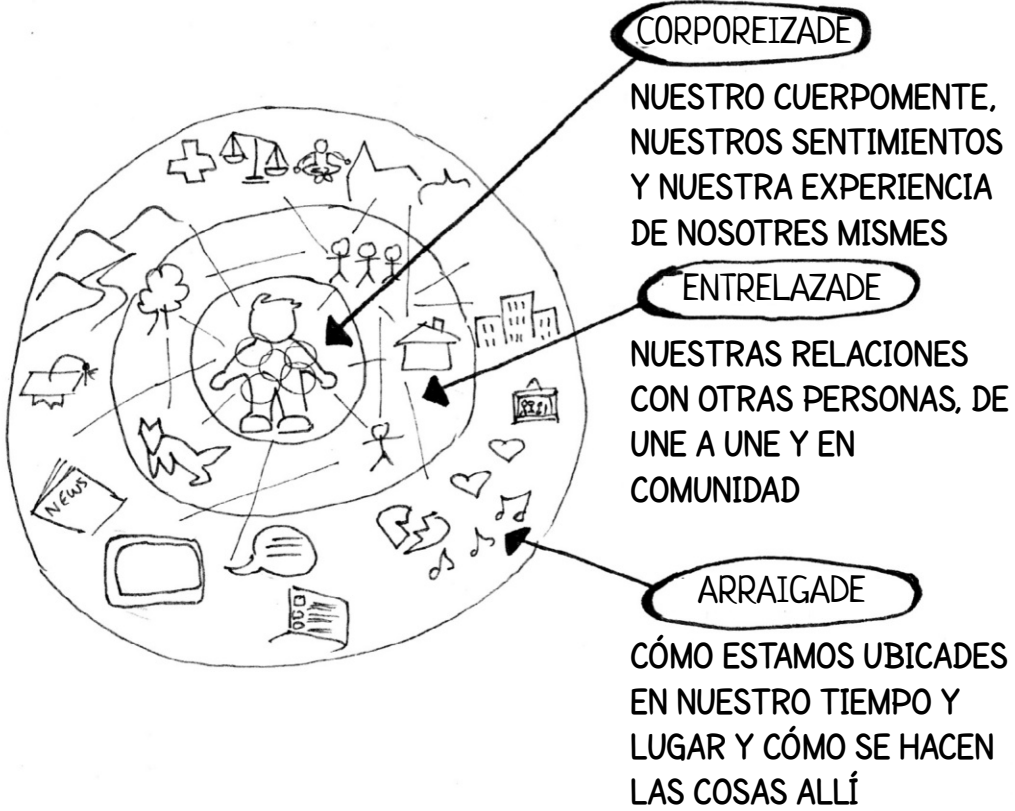 CORPOREIZADE
NUESTRO CUERPOMENTE,
NUESTROS SENTIMIENTOS
Y NUESTRA EXPERIENCIA
DE NOSOTRES MISMES
ENTRELAZADE
NUESTRAS RELACIONES
CON OTRAS PERSONAS, DE
UNE A UNE Y EN
COMUNIDAD
ARRAIGADE
CÓMO ESTAMOS UBICADES
EN NUESTRO TIEMPO Y
LUGAR Y CÓMO SE HACEN
LAS COSAS ALLÍ
NEWS